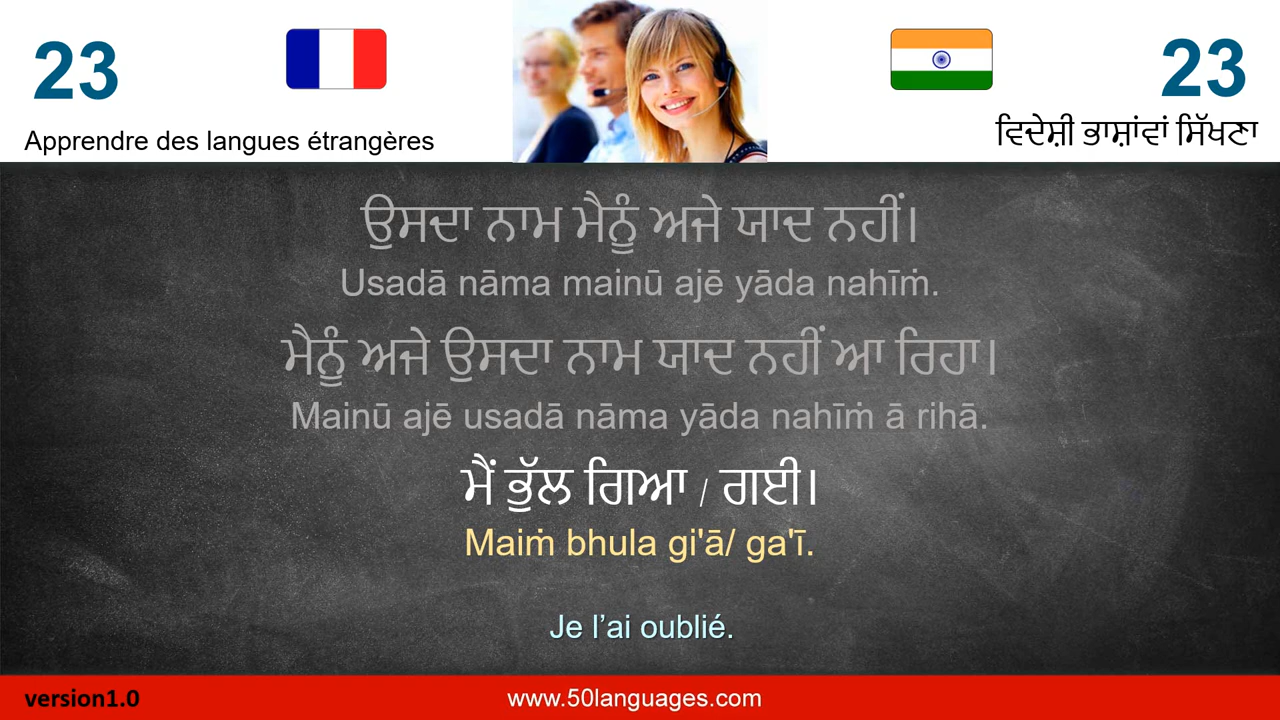 23
23
Apprendre des langues étrangères
ਵਿਦੇਸ਼ੀ ਭਾਸ਼ਾਂਵਾਂ ਸਿੱਖਣਾ
ਉਸਦਾ ਨਾਮ ਮੈਨੂੰ ਅਜੇ ਯਾਦ ਨਹੀਂ।
Usadā nāma mainū ajē yāda nahīṁ.
ਮੈਨੂੰ ਅਜੇ ਉਸਦਾ ਨਾਮ ਯਾਦ ਨਹੀਂ ਆ ਰਿਹਾ।
Mainū ajē usadā nāma yāda nahīṁ ā rihā.
ਮੈਂ ਭੁੱਲ ਗਿਆ / ਗਈ।
Maiṁ bhula gi'ā/ ga'ī.
Je l’ai oublié.
version1.0
www.50languages.com